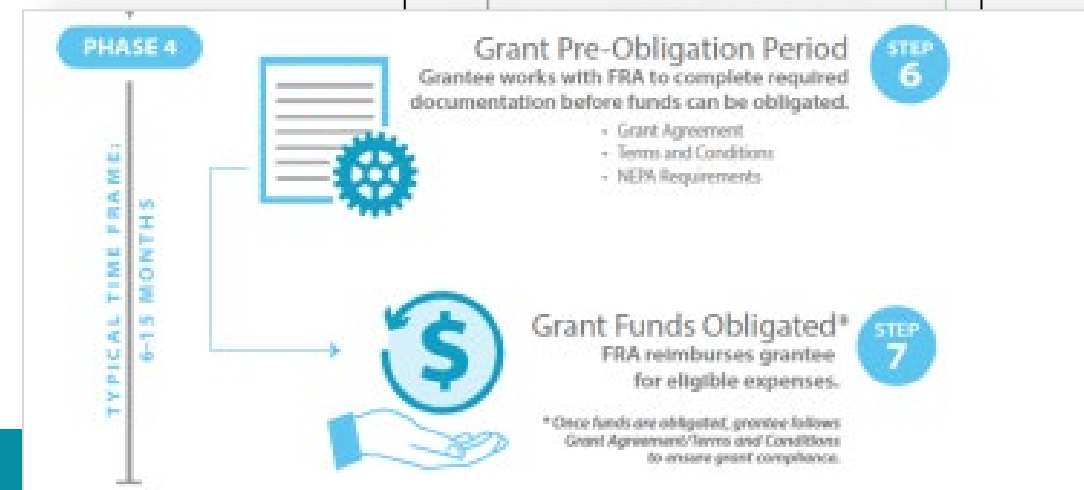 PHASE 4
TYPICAL TIME FRAME:
6-15 MONTHS
Grant Pre-Obligation Period
Grantee works with FRA to complete required
documentation before funds can be obligated.
• Grant Agreement
• Terms and Conditions
• NEPA Requirements
STEP
6
$
Grant Funds Obligated*
FRA reimburses grantee
for eligible expenses.
* Once funds are obligated, grantee follows
Grant Agreement/Terms and Conditions
to ensure grant compliance.
STEP
7